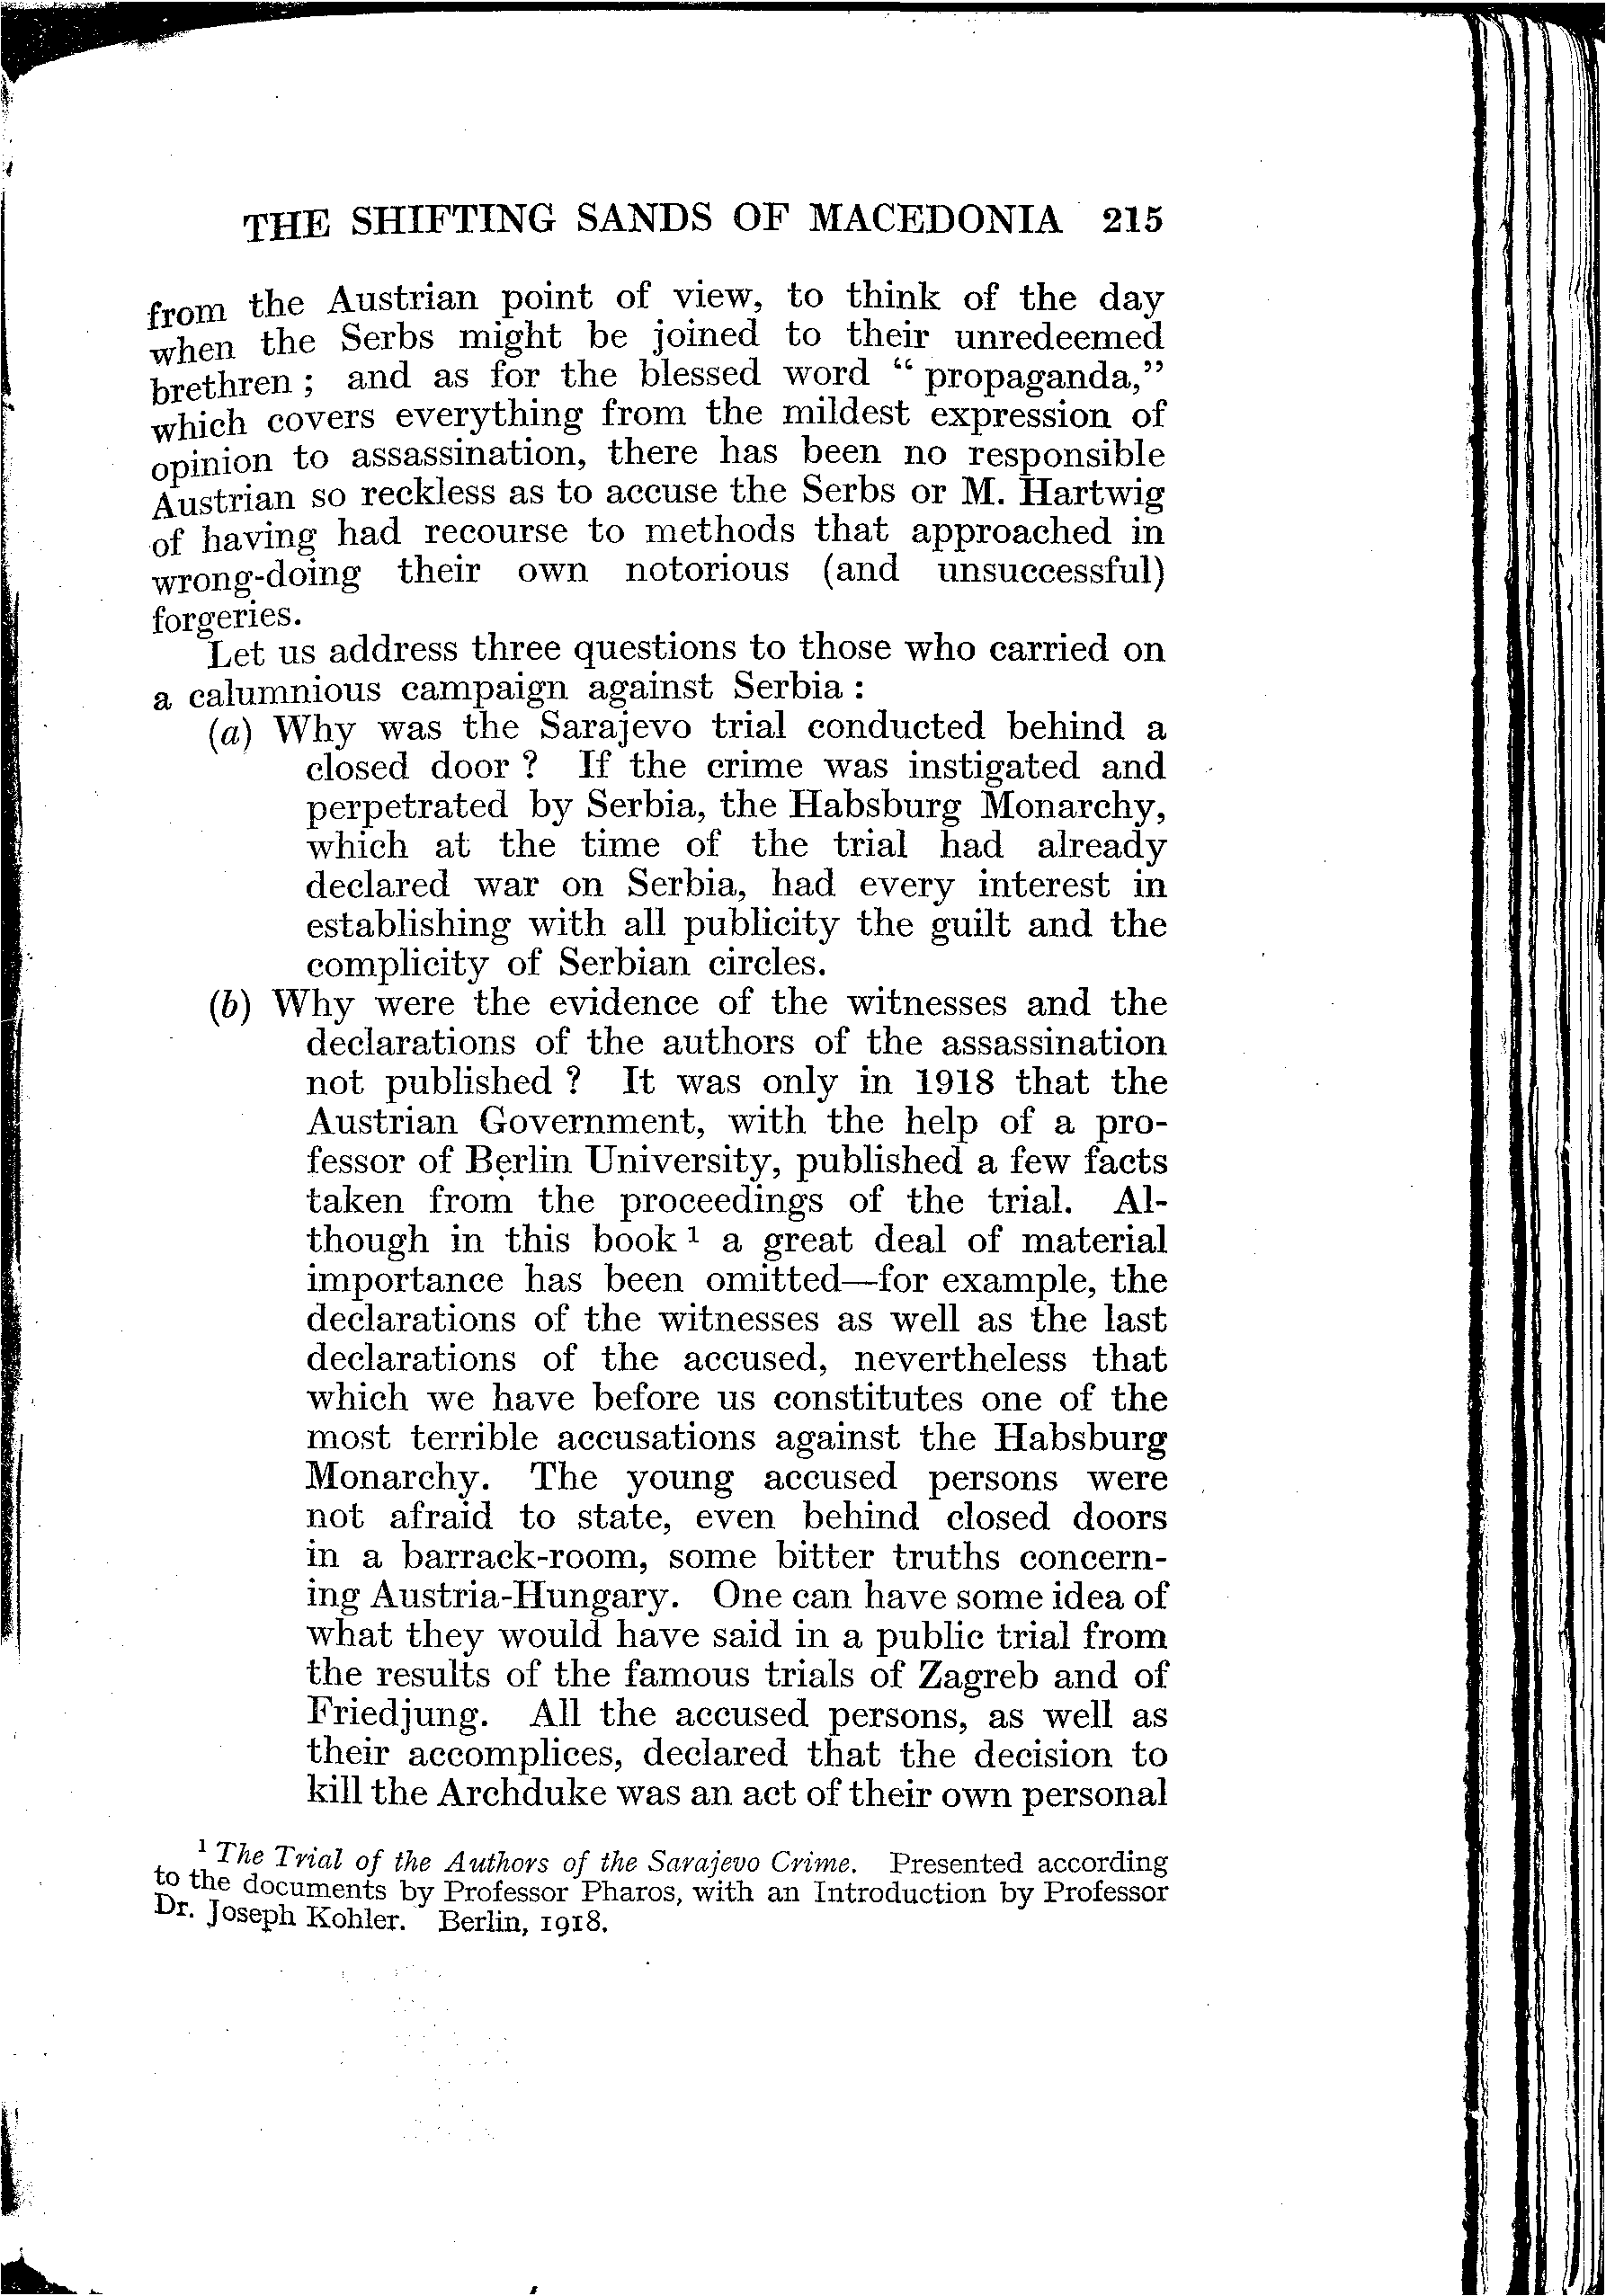 THE SHIFTING SANDS OF MACEDONIA 215
from the Austrian point of view, to think of the day
when the Serbs might be joined to their unredeemed
brethren ; and as for the blessed word “ propaganda,”
which covers everything from the mildest expression of
opinion to assassination, there has been no responsible
Austrian so reckless as to accuse the Serbs or M. Hartwig
of having had recourse to methods that approached in
wrong-doing their own notorious (and unsuccessful)
forgeries.
Let us address three questions to those who carried on
a calumnious campaign against Serbia :
(a) Why was the Sarajevo trial conducted behind a
closed door ? If the crime was instigated and
perpetrated by Serbia, the Habsburg Monarchy,
which at the time of the trial had already
declared war on Serbia, had every interest in
establishing with all publicity the guilt and the
complicity of Serbian circles.
(b) Why were the evidence of the witnesses and the
declarations of the authors of the assassination
not published ? It was only in 1918 that the
Austrian Government, with the help of a pro-
fessor of Berlin University, published a few facts
taken from the proceedings of the trial. Al-
though in this book ¹ a great deal of material
importance has been omitted—for example, the
declarations of the witnesses as well as the last
declarations of the accused, nevertheless that
which we have before us constitutes one of the
most terrible accusations against the Habsburg
Monarchy. The young accused persons were
not afraid to state, even behind closed doors
in a barrack-room, some bitter truths concern-
ing Austria-Hungary. One can have some idea of
what they would have said in a public trial from
the results of the famous trials of Zagreb and of
Friedjung. All the accused persons, as well as
their accomplices, declared that the decision to
kill the Archduke was an act of their own personal
¹ The Trial of the Authors of the Sarajevo Crime. Presented according
to the documents by Professor Pharos, with an Introduction by Professor
Dr. Joseph Kohler. Berlin, 1918.